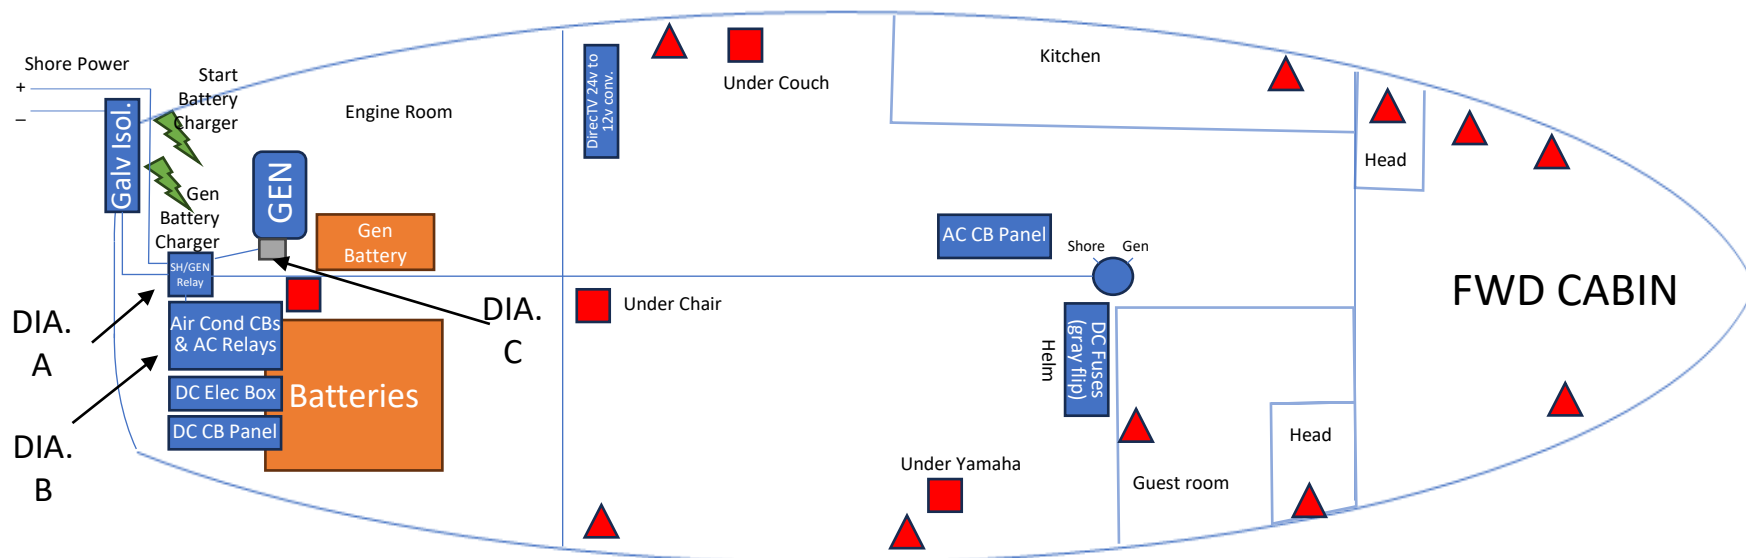 Shore Power
+
–
Galv Isol.
Start
Battery
Charger
Gen
Battery
Charger
Engine Room
GEN
Gen
Battery
SH/GEN
Relay
Air Cond CBs
& AC Relays
DC Elec Box
DC CB Panel
Batteries
DIA.
A
DIA.
B
DIA.
C
DirecTV 24v to
12v conv.
Under Couch
Under Chair
Kitchen
AC CB Panel
Shore
Gen
DC Fuses
(gray flip)
Helm
Under Yamaha
Guest room
Head
Head
FWD CABIN